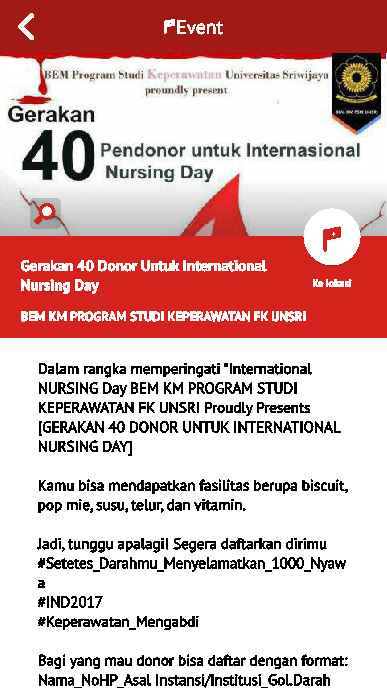 Event
BEM Program Studi Keperawatan Universitas Sriwijaya
proundly present
Gerakan
40 Pendonor untuk Internasional
Nursing Day
BEM KM PSIK UNSRI
Gerakan 40 Donor Untuk International
Nursing Day
Ke lokasi
BEM KM PROGRAM STUDI KEPERAWATAN FK UNSRI
Dalam rangka memperingati "International
NURSING Day BEM KM PROGRAM STUDI
KEPERAWATAN FK UNSRI Proudly Presents
[GERAKAN 40 DONOR UNTUK INTERNATIONAL
NURSING DAY]
Kamu bisa mendapatkan fasilitas berupa biscuit,
pop mie, susu, telur, dan vitamin.
Jadi, tunggu apalagi! Segera daftarkan dirimu
#Setetes_Darahmu_Menyelamatkan_1000_Nyaw
a
#IND2017
#Keperawatan_Mengabdi
Bagi yang mau donor bisa daftar dengan format:
Nama_NoHP_Asal Instansi/Institusi_Gol.Darah